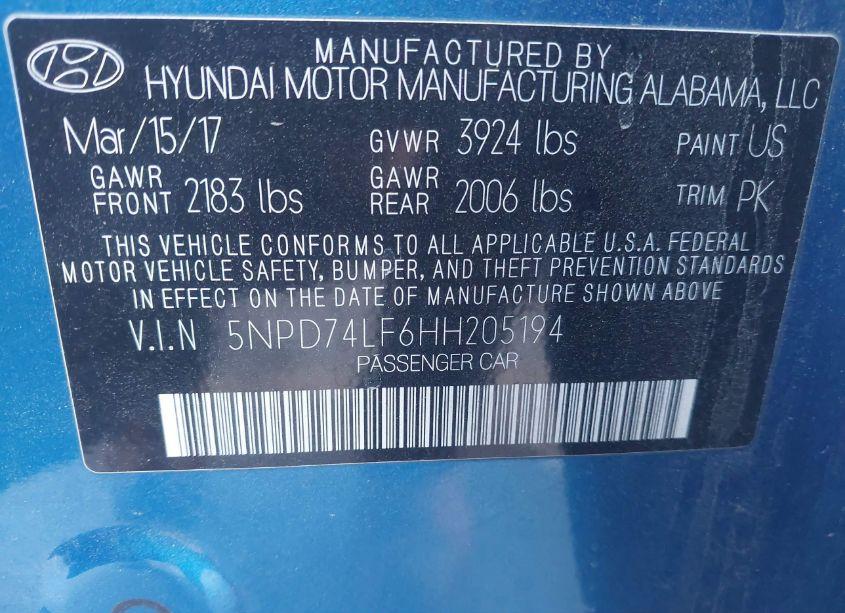 MANUFACTURED BY
HYUNDAI MOTOR MANUFACTURING ALABAMA, LLC
Mar/15/17 GVWR 3924 lbs PAINT US
GAWR FRONT 2183 lbs GAWR REAR 2006 lbs TRIM PK
THIS VEHICLE CONFORMS TO ALL APPLICABLE U.S.A. FEDERAL
MOTOR VEHICLE SAFETY, BUMPER, AND THEFT PREVENTION STANDARDS
IN EFFECT ON THE DATE OF MANUFACTURE SHOWN ABOVE
V.I.N 5NPD74LF6HH205194
PASSENGER CAR